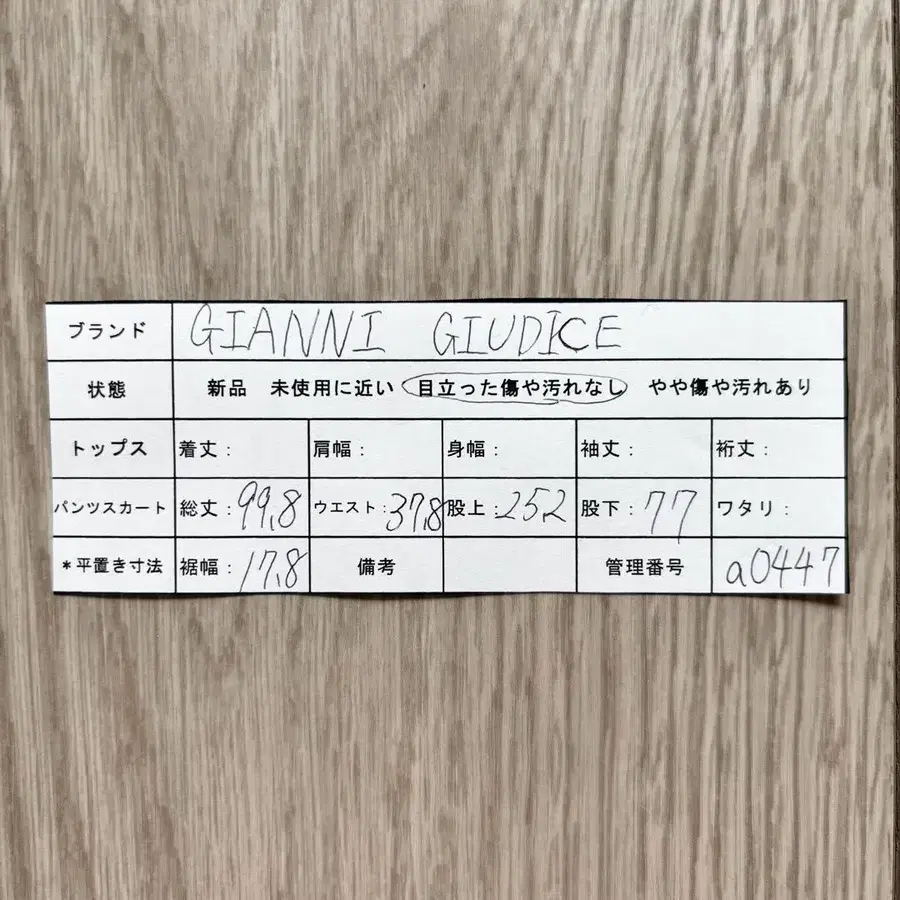 ブランド GIANNI GIUDICE
状態 新品 未使用に近い 目立った傷や汚れなし やや傷や汚れあり
トップス 着丈: 肩幅: 身幅: 袖丈: 裄丈:
パンツスカート 総丈:99,8 ウエスト:37,8 股上:252 股下:77 ワタリ:
*平置き寸法 裾幅:17,8 備考 管理番号 a0447